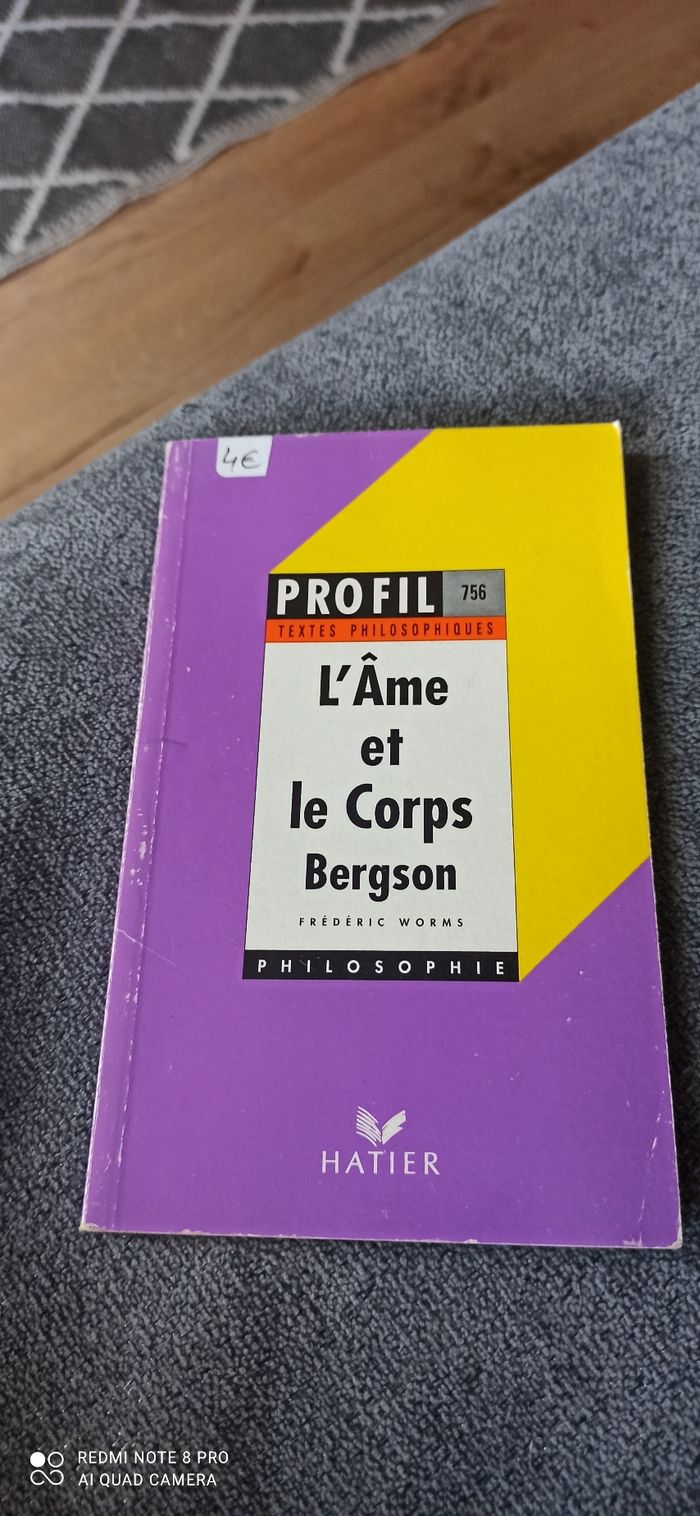 4€
PROFIL 756
TEXTES PHILOSOPHIQUES
L'Âme
et
le Corps
Bergson
FRÉDÉRIC WORMS
PHILOSOPHIE
HATIER
REDMI NOTE 8 PRO
AI QUAD CAMERA